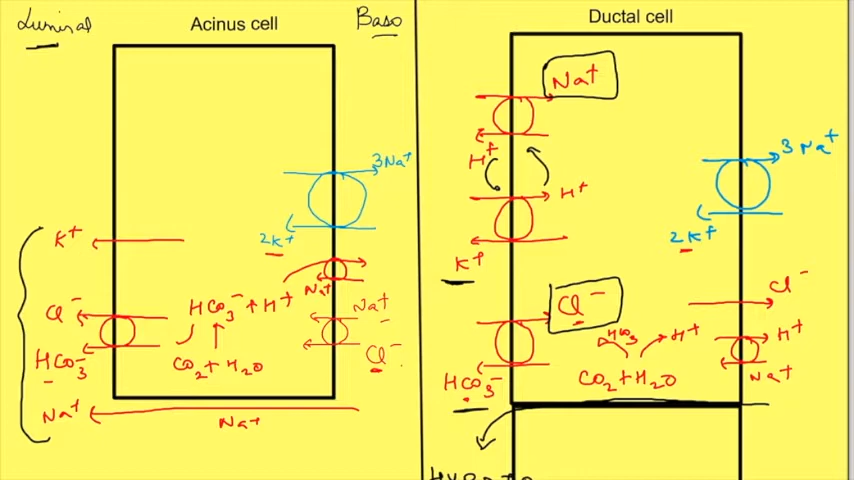 Luminal
Acinus cell
Baso
3Na⁺
2K⁺
K⁺
Na⁺
HCO₃⁻ + H⁺
Cl⁻
Na⁺
CO₂ + H₂O
HCO₃⁻
Cl⁻
Na⁺
Na⁺
Ductal cell
Na⁺
H⁺
H⁺
K⁺
3Na⁺
2K⁺
Cl⁻
Cl⁻
HCO₃
H⁺
H⁺
HCO₃⁻
CO₂ + H₂O
Na⁺